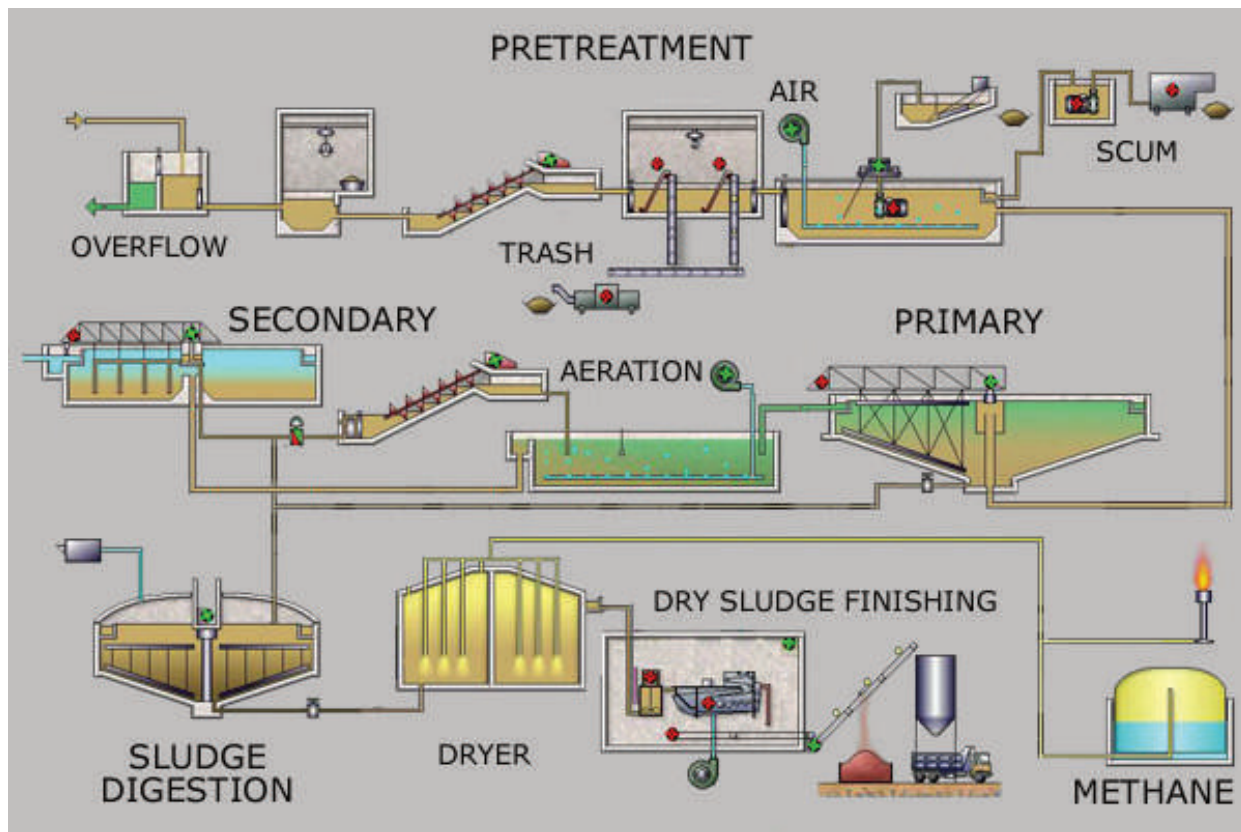 PRETREATMENT
AIR
SCUM
OVERFLOW
TRASH
SECONDARY
PRIMARY
AERATION
DRY SLUDGE FINISHING
SLUDGE
DIGESTION
DRYER
METHANE